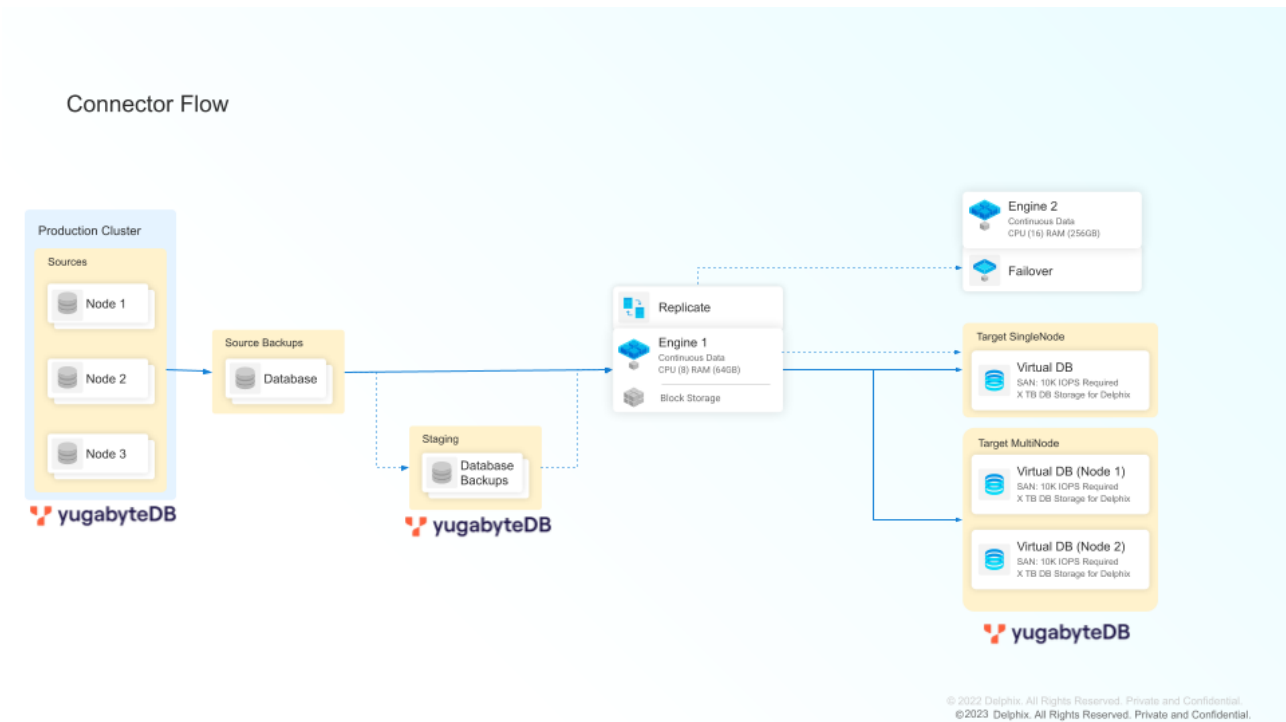 Connector Flow
Production Cluster
Sources
Node 1
Node 2
Node 3
yugabyteDB
Source Backups
Database
Staging
Database
Backups
yugabyteDB
Replicate
Engine 1
Continuous Data
CPU (8) RAM (64GB)
Block Storage
Engine 2
Continuous Data
CPU (16) RAM (256GB)
Failover
Target SingleNode
Virtual DB
SAN: 10K IOPS Required
X TB DB Storage for Delphix
Target MultiNode
Virtual DB (Node 1)
SAN: 10K IOPS Required
X TB DB Storage for Delphix
Virtual DB (Node 2)
SAN: 10K IOPS Required
X TB DB Storage for Delphix
yugabyteDB
© 2022 Delphix. All Rights Reserved. Private and Confidential.
©2023 Delphix. All Rights Reserved. Private and Confidential.